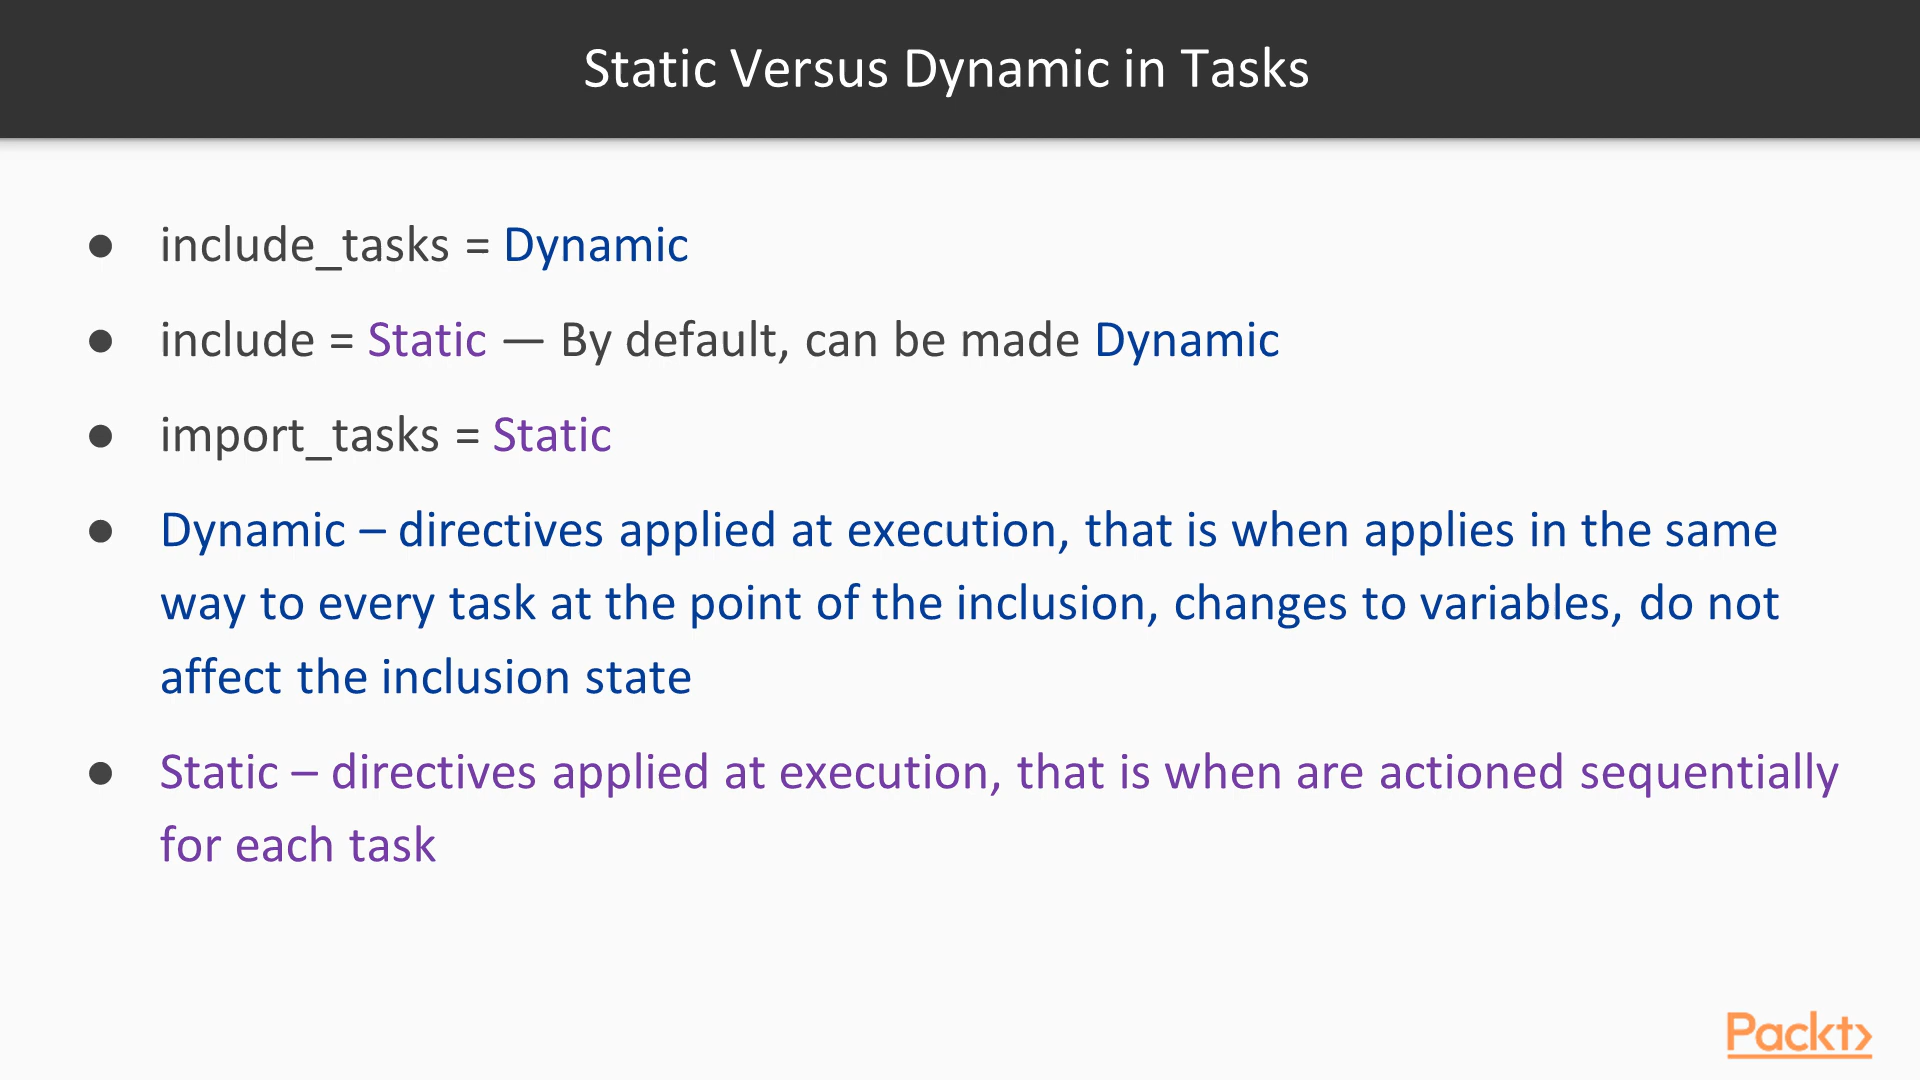 Static Versus Dynamic in Tasks
● include_tasks = Dynamic
● include = Static — By default, can be made Dynamic
● import_tasks = Static
● Dynamic – directives applied at execution, that is when applies in the same
way to every task at the point of the inclusion, changes to variables, do not
affect the inclusion state
● Static – directives applied at execution, that is when are actioned sequentially
for each task
Packt>